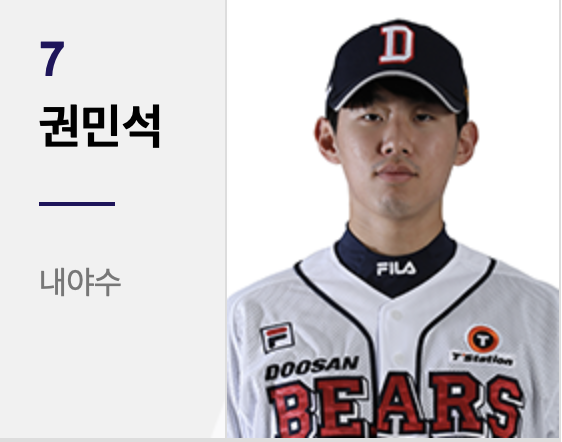 7
권민석
내야수
D
FILA
F
T
T'Station
DOOSAN
BEARS